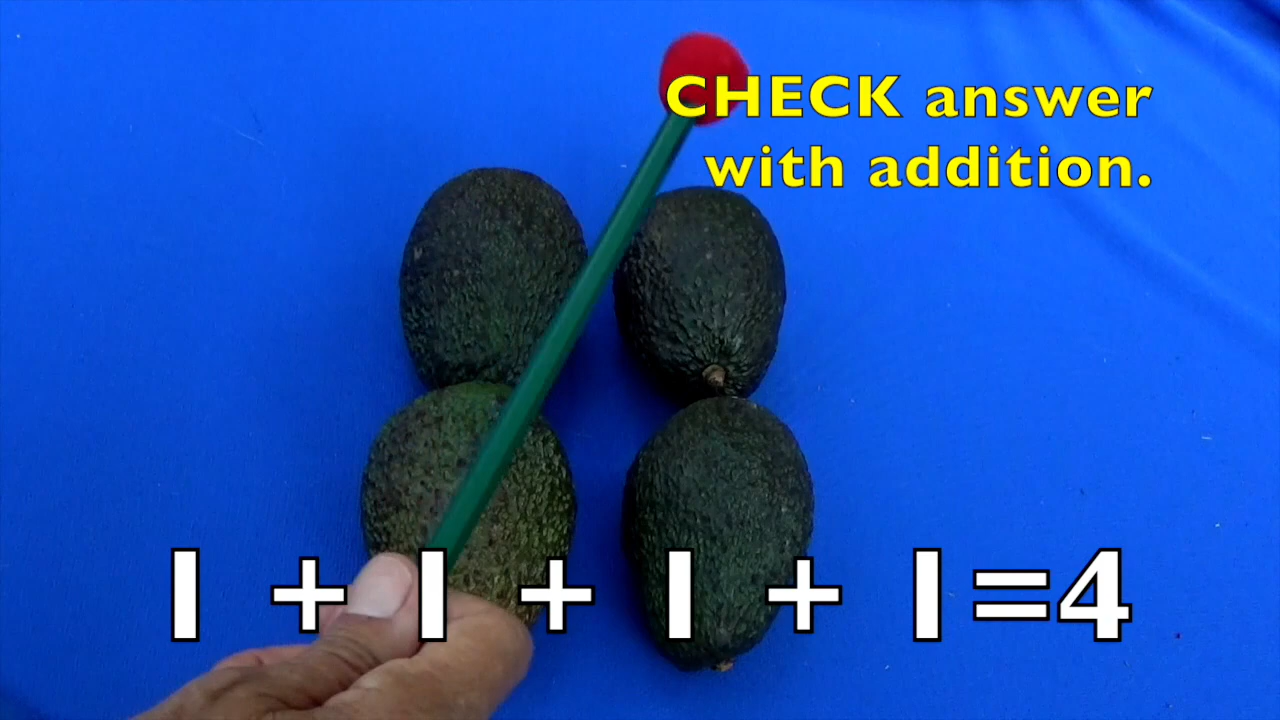 CHECK answer
with addition.
1 + 1 + 1 + 1=4